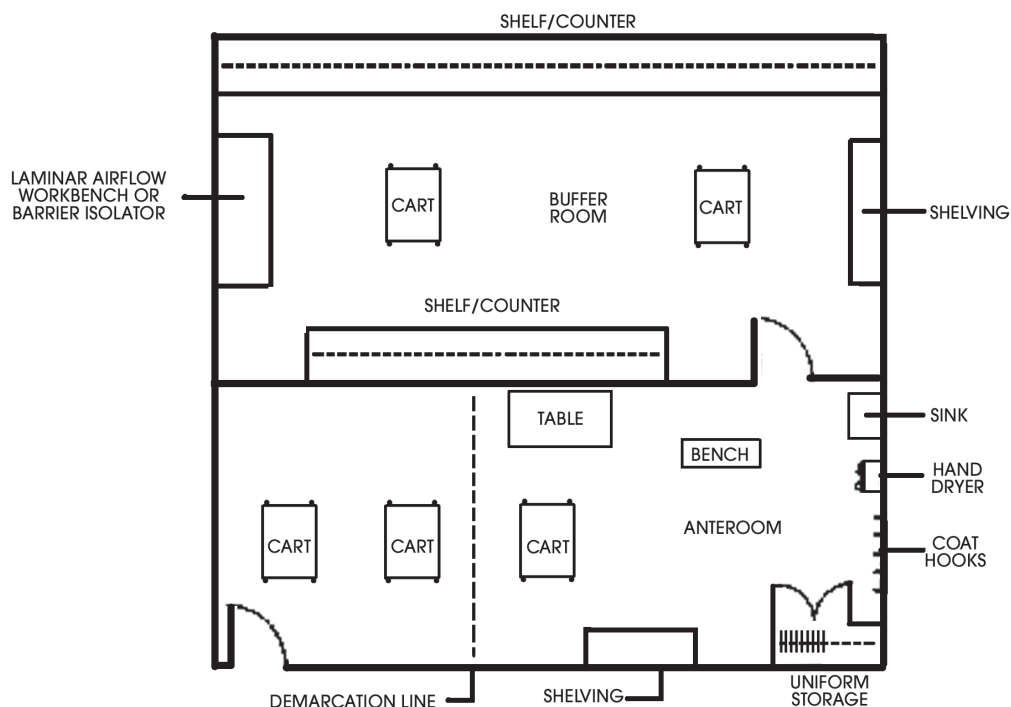 SHELF/COUNTER
LAMINAR AIRFLOW
WORKBENCH OR
BARRIER ISOLATOR
CART
BUFFER
ROOM
CART
SHELVING
SHELF/COUNTER
TABLE
SINK
BENCH
HAND
DRYER
CART
CART
CART
ANTEROOM
COAT
HOOKS
DEMARCATION LINE
SHELVING
UNIFORM
STORAGE